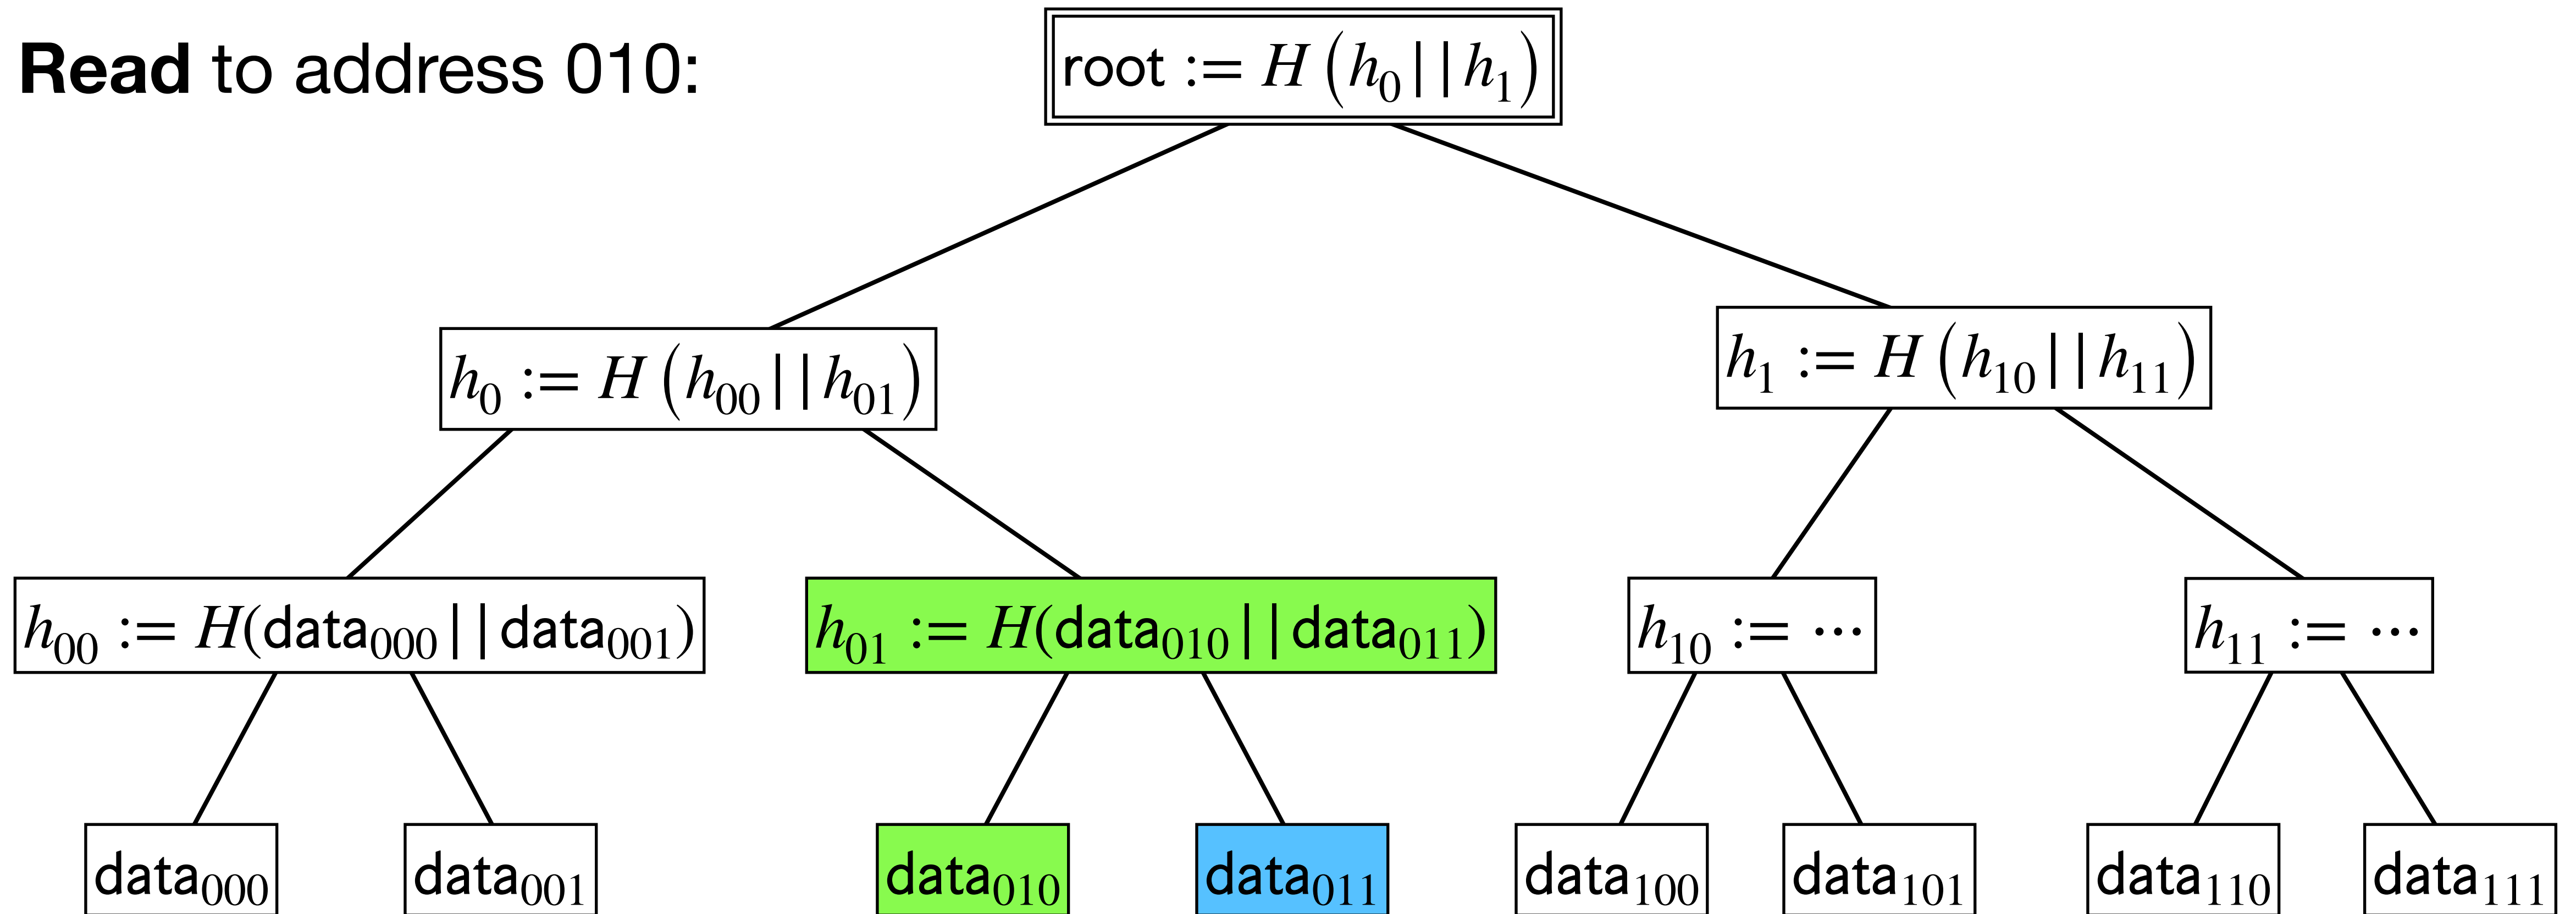 Read to address 010:
root := H (h₀ || h₁)
h₀ := H (h₀₀ || h₀₁)
h₁ := H (h₁₀ || h₁₁)
h₀₀ := H(data₀₀₀ || data₀₀₁)
h₀₁ := H(data₀₁₀ || data₀₁₁)
h₁₀ := ⋯
h₁₁ := ⋯
data₀₀₀
data₀₀₁
data₀₁₀
data₀₁₁
data₁₀₀
data₁₀₁
data₁₁₀
data₁₁₁